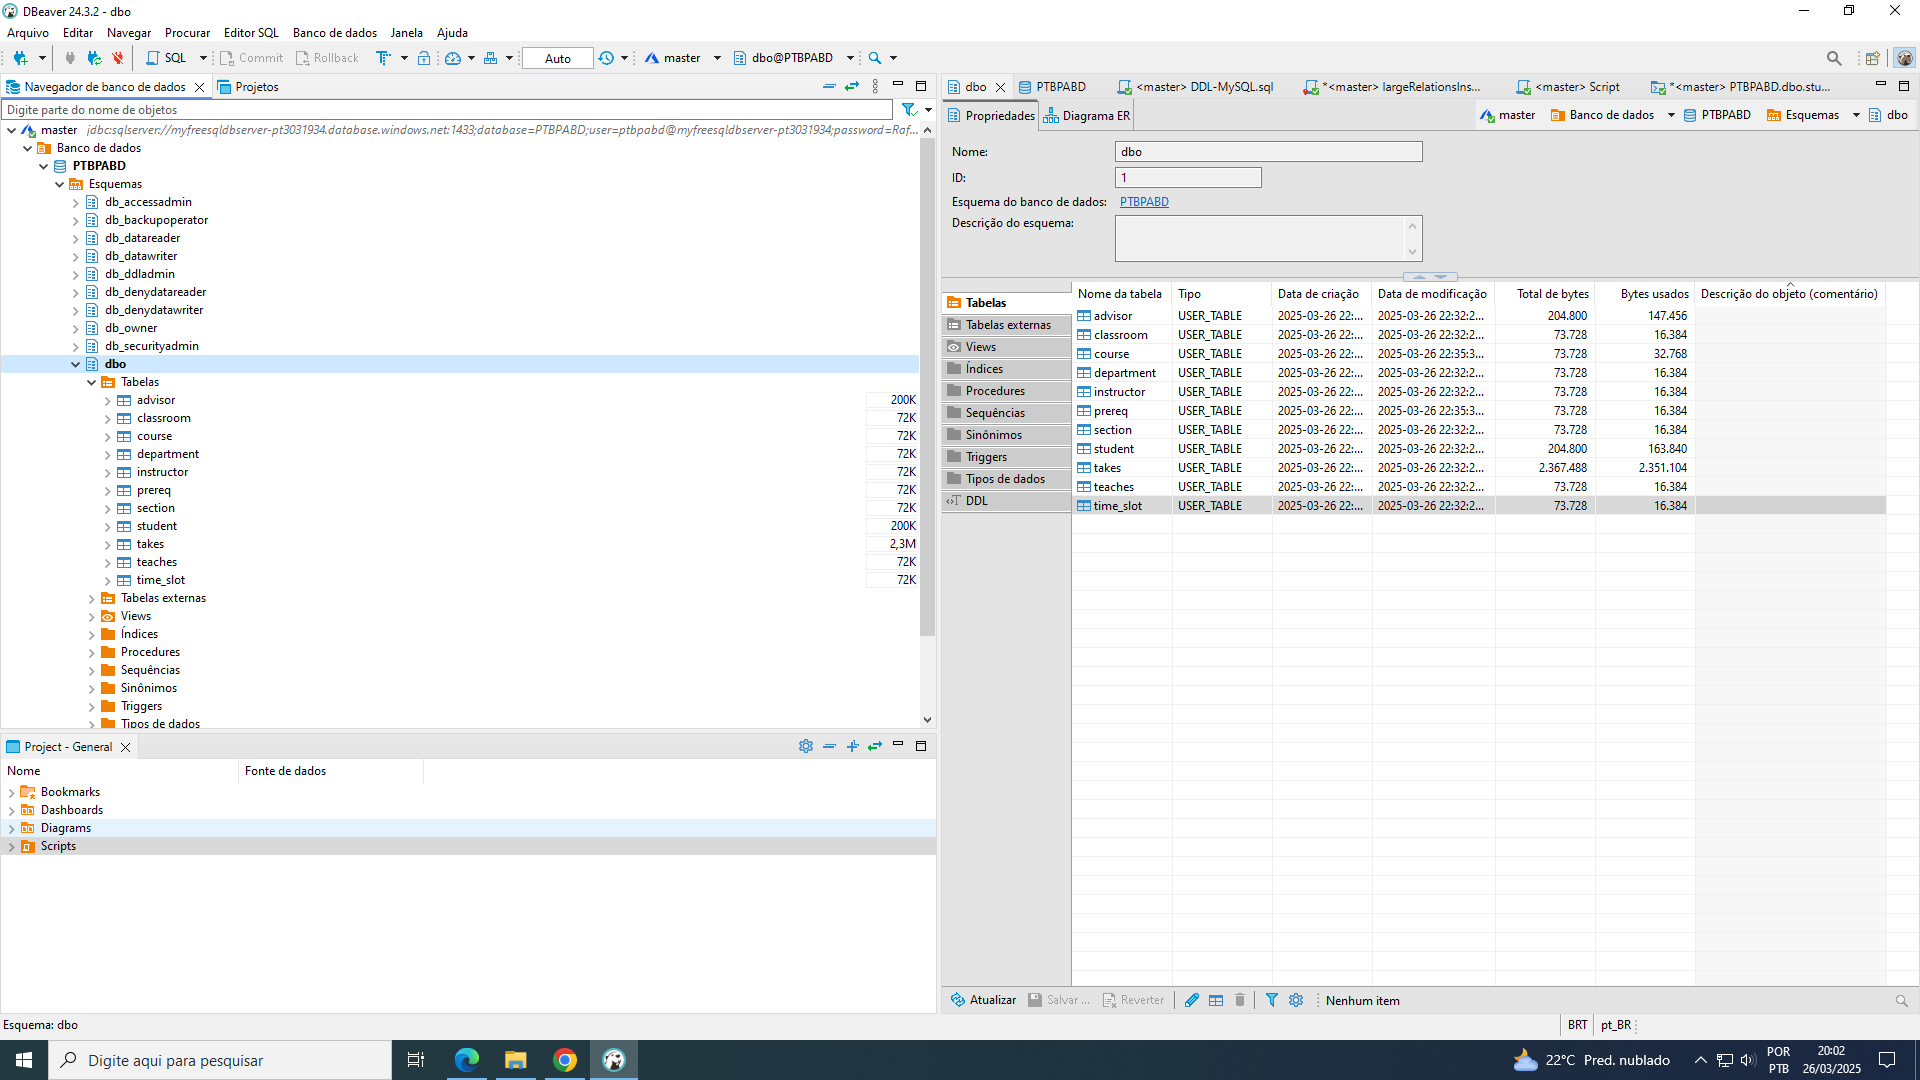 DBeaver 24.3.2 - dbo
Arquivo Editar Navegar Procurar Editor SQL Banco de dados Janela Ajuda
SQL Commit Rollback Auto master dbo@PTBPABD
Navegador de banco de dados Projetos
Digite parte do nome de objetos
master jdbc:sqlserver://myfreesqldbserver-pt3031934.database.windows.net:1433;database=PTBPABD;user=ptbpabd@myfreesqldbserver-pt3031934;password=Raf...
Banco de dados
PTBPABD
Esquemas
db_accessadmin
db_backupoperator
db_datareader
db_datawriter
db_ddladmin
db_denydatareader
db_denydatawriter
db_owner
db_securityadmin
dbo
Tabelas
advisor 200K
classroom 72K
course 72K
department 72K
instructor 72K
prereq 72K
section 72K
student 200K
takes 2,3M
teaches 72K
time_slot 72K
Tabelas externas
Views
Índices
Procedures
Sequências
Sinônimos
Triggers
Tipos de dados
Project - General
Nome Fonte de dados
Bookmarks
Dashboards
Diagrams
Scripts
dbo PTBPABD <master> DDL-MySQL.sql *<master> largeRelationsIns... <master> Script *<master> PTBPABD.dbo.stu...
Propriedades Diagrama ER master Banco de dados PTBPABD Esquemas dbo
Nome: dbo
ID: 1
Esquema do banco de dados: PTBPABD
Descrição do esquema:
Tabelas
Tabelas externas
Views
Índices
Procedures
Sequências
Sinônimos
Triggers
Tipos de dados
DDL
Nome da tabela Tipo Data de criação Data de modificação Total de bytes Bytes usados Descrição do objeto (comentário)
advisor USER_TABLE 2025-03-26 22:... 2025-03-26 22:32:2... 204.800 147.456
classroom USER_TABLE 2025-03-26 22:... 2025-03-26 22:32:2... 73.728 16.384
course USER_TABLE 2025-03-26 22:... 2025-03-26 22:35:3... 73.728 32.768
department USER_TABLE 2025-03-26 22:... 2025-03-26 22:32:2... 73.728 16.384
instructor USER_TABLE 2025-03-26 22:... 2025-03-26 22:32:2... 73.728 16.384
prereq USER_TABLE 2025-03-26 22:... 2025-03-26 22:35:3... 73.728 16.384
section USER_TABLE 2025-03-26 22:... 2025-03-26 22:32:2... 73.728 16.384
student USER_TABLE 2025-03-26 22:... 2025-03-26 22:32:2... 204.800 163.840
takes USER_TABLE 2025-03-26 22:... 2025-03-26 22:32:2... 2.367.488 2.351.104
teaches USER_TABLE 2025-03-26 22:... 2025-03-26 22:32:2... 73.728 16.384
time_slot USER_TABLE 2025-03-26 22:... 2025-03-26 22:32:2... 73.728 16.384
Atualizar Salvar ... Reverter Nenhum item
Esquema: dbo BRT pt_BR
Digite aqui para pesquisar
22°C Pred. nublado
POR
PTB
20:02
26/03/2025